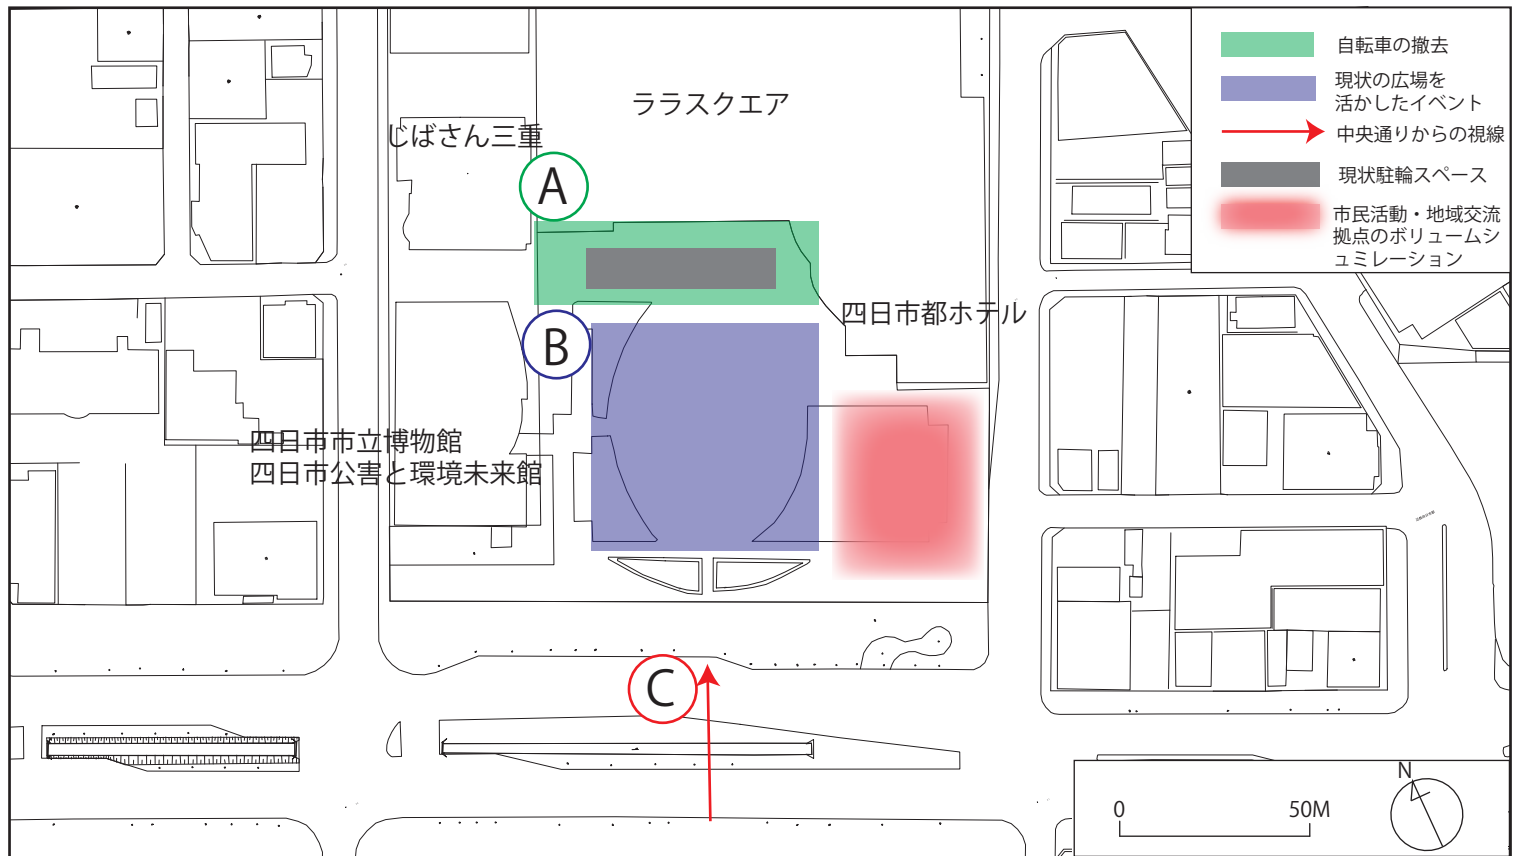 自転車の撤去
現状の広場を
活かしたイベント
中央通りからの視線
現状駐輪スペース
市民活動・地域交流
拠点のボリュームシ
ュミレーション
ララスクエア
じばさん三重
A
四日市都ホテル
B
四日市市立博物館
四日市公害と環境未来館
C
N
0 50M